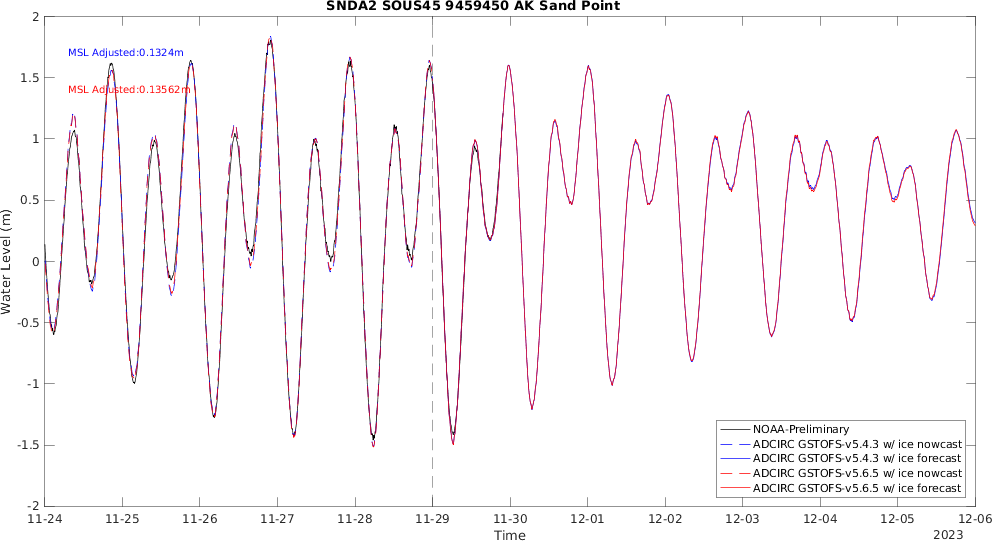 SNDA2 SOUS45 9459450 AK Sand Point
MSL Adjusted:0.1324m
MSL Adjusted:0.13562m
Water Level (m)
2
1.5
1
0.5
0
-0.5
-1
-1.5
-2
NOAA-Preliminary
ADCIRC GSTOFS-v5.4.3 w/ ice nowcast
ADCIRC GSTOFS-v5.4.3 w/ ice forecast
ADCIRC GSTOFS-v5.6.5 w/ ice nowcast
ADCIRC GSTOFS-v5.6.5 w/ ice forecast
11-24 11-25 11-26 11-27 11-28 11-29 11-30 12-01 12-02 12-03 12-04 12-05 12-06
Time
2023